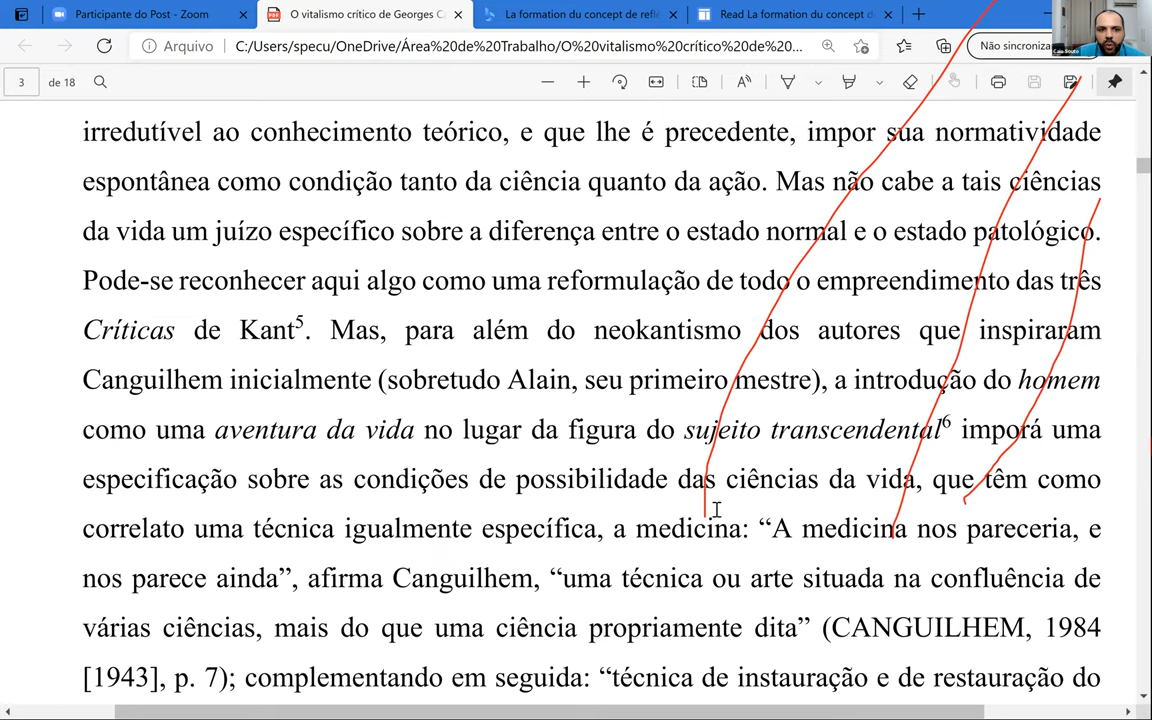 Participante do Post - Zoom
O vitalismo crítico de Georges C
La formation du concept de refle
Read La formation du concept d
Arquivo
C:/Users/specu/OneDrive/Área%20de%20Trabalho/O%20vitalismo%20crítico%20de%20...
Não sincroniza
Caio Souto
3 de 18
irredutível ao conhecimento teórico, e que lhe é precedente, impor sua normatividade
espontânea como condição tanto da ciência quanto da ação. Mas não cabe a tais ciências
da vida um juízo específico sobre a diferença entre o estado normal e o estado patológico.
Pode-se reconhecer aqui algo como uma reformulação de todo o empreendimento das três
Críticas de Kant5. Mas, para além do neokantismo dos autores que inspiraram
Canguilhem inicialmente (sobretudo Alain, seu primeiro mestre), a introdução do homem
como uma aventura da vida no lugar da figura do sujeito transcendental6 imporá uma
especificação sobre as condições de possibilidade das ciências da vida, que têm como
correlato uma técnica igualmente específica, a medicina: “A medicina nos pareceria, e
nos parece ainda”, afirma Canguilhem, “uma técnica ou arte situada na confluência de
várias ciências, mais do que uma ciência propriamente dita” (CANGUILHEM, 1984
[1943], p. 7); complementando em seguida: “técnica de instauração e de restauração do